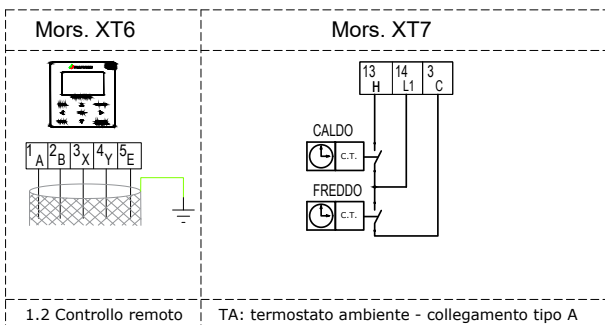 Mors. XT6
Mors. XT7
13 14 3
H L1 C
CALDO
C.T.
FREDDO
C.T.
1 2 3 4 5
A B X Y E
1.2 Controllo remoto
TA: termostato ambiente - collegamento tipo A